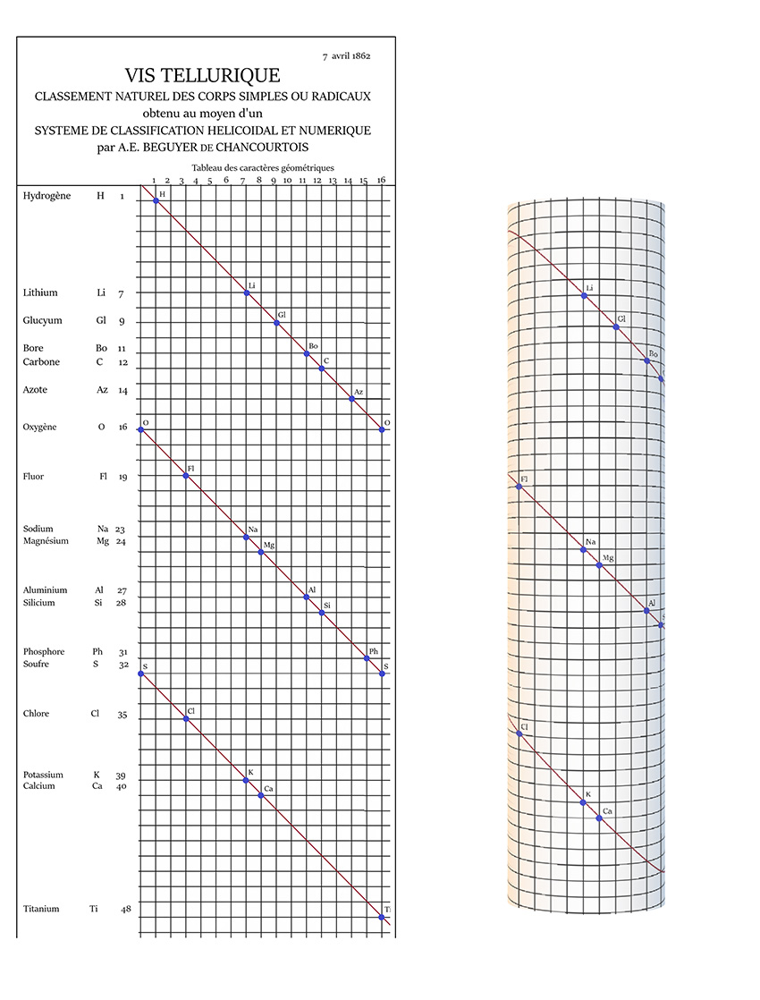 7 avril 1862
VIS TELLURIQUE
CLASSEMENT NATUREL DES CORPS SIMPLES OU RADICAUX
obtenu au moyen d'un
SYSTEME DE CLASSIFICATION HELICOIDAL ET NUMERIQUE
par A.E. BEGUYER DE CHANCOURTOIS
Tableau des caractères géométriques
1 2 3 4 5 6 7 8 9 10 11 12 13 14 15 16
Hydrogène H 1
H
Lithium Li 7
Li
Glucyum Gl 9
Gl
Bore Bo 11
Bo
Carbone C 12
C
Azote Az 14
Az
Oxygène O 16
O
O
Fluor Fl 19
Fl
Sodium Na 23
Na
Magnésium Mg 24
Mg
Aluminium Al 27
Al
Silicium Si 28
Si
Phosphore Ph 31
Ph
Soufre S 32
S
S
Chlore Cl 35
Cl
Potassium K 39
K
Calcium Ca 40
Ca
Titanium Ti 48
Li
Gl
Bo
Fl
Na
Mg
Al
Cl
K
Ca